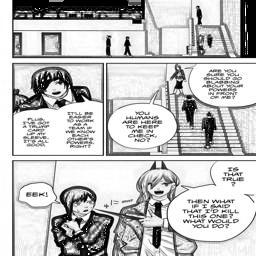 ARE YOU
SURE YOU
SHOULD GO
BLABBING
ABOUT YOUR
POWERS
IN FRONT
OF ME?
IT'LL BE
EASIER
TO WORK
AS A
TEAM IF
WE KNOW
EACH
OTHER'S
POWERS,
RIGHT?
PLUS,
I'VE GOT
A TRUMP
CARD
UP MY
SLEEVE,
IT'S ALL
GOOD!
YOU
HUMANS
ARE HERE
TO KEEP
ME IN
CHECK,
NO?
IS
THAT
TRUE
?
THEN WHAT
IF I SAID
THAT I'D KILL
THIS ONE?
WHAT WOULD
YOU DO?
EEK!